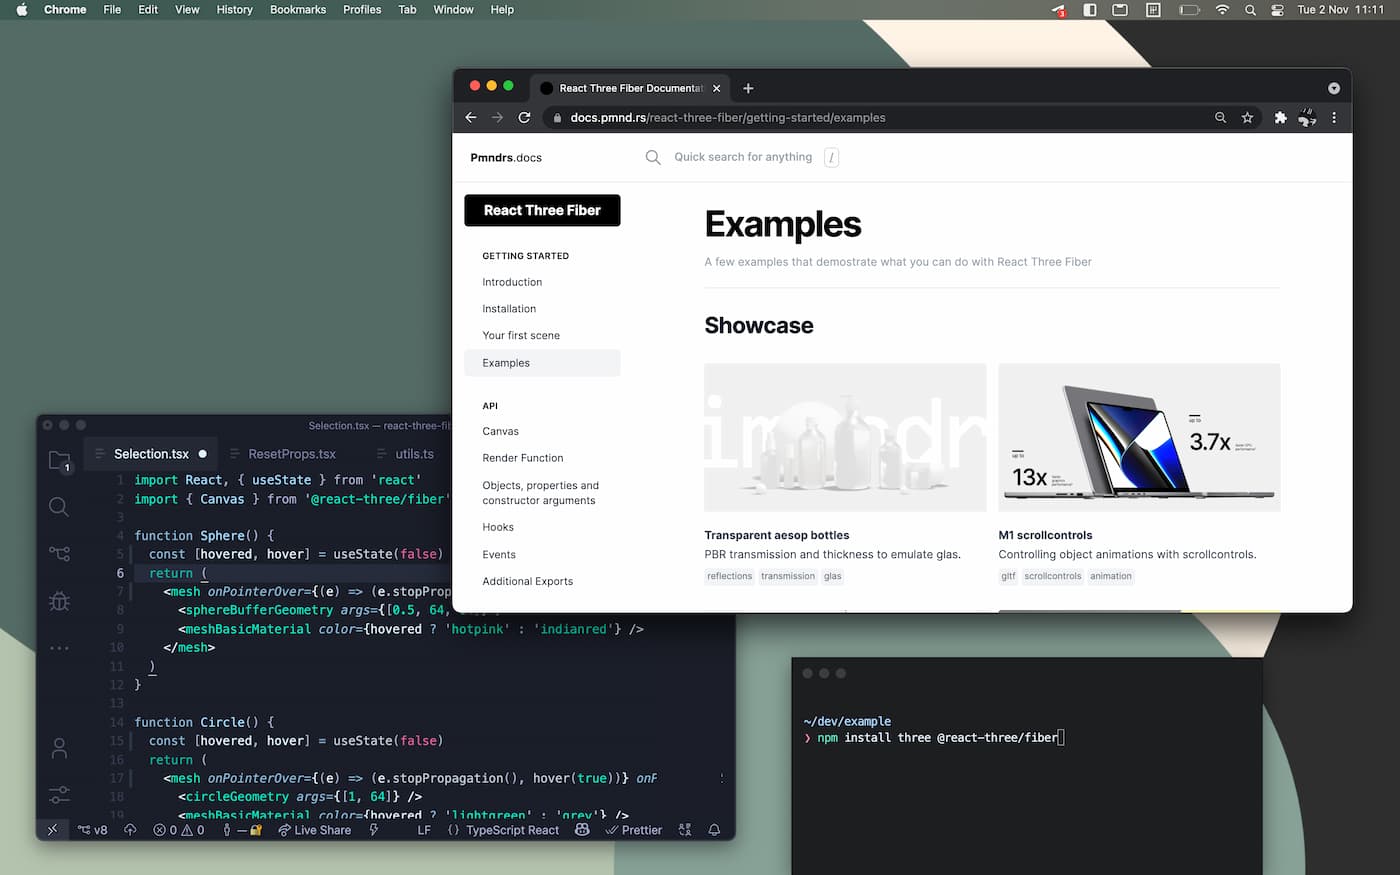 Chrome File Edit View History Bookmarks Profiles Tab Window Help
3
Tue 2 Nov 11:11
React Three Fiber Documentat
docs.pmnd.rs/react-three-fiber/getting-started/examples
Pmndrs.docs
Quick search for anything /
React Three Fiber
GETTING STARTED
Introduction
Installation
Your first scene
Examples
API
Canvas
Render Function
Objects, properties and
constructor arguments
Hooks
Events
Additional Exports
Examples
A few examples that demostrate what you can do with React Three Fiber
Showcase
Transparent aesop bottles
PBR transmission and thickness to emulate glas.
reflections transmission glas
up to
13x
up to
3.7x
M1 scrollcontrols
Controlling object animations with scrollcontrols.
gltf scrollcontrols animation
Selection.tsx — react-three-fib
1
Selection.tsx ResetProps.tsx utils.ts
1 import React, { useState } from 'react'
2 import { Canvas } from '@react-three/fiber'
3
4 function Sphere() {
5 const [hovered, hover] = useState(false)
6 return (
7 <mesh onPointerOver={(e) => (e.stopProp
8 <sphereBufferGeometry args={[0.5, 64,
9 <meshBasicMaterial color={hovered ? 'hotpink' : 'indianred'} />
10 </mesh>
11 )
12 }
13
14 function Circle() {
15 const [hovered, hover] = useState(false)
16 return (
17 <mesh onPointerOver={(e) => (e.stopPropagation(), hover(true))} onP
18 <circleGeometry args={[1, 64]} />
19 <meshBasicMaterial color={hovered ? 'lightgreen' : 'grey'} />
v8 0 0 — Live Share LF {} TypeScript React Prettier
~/dev/example
❯ npm install three @react-three/fiber